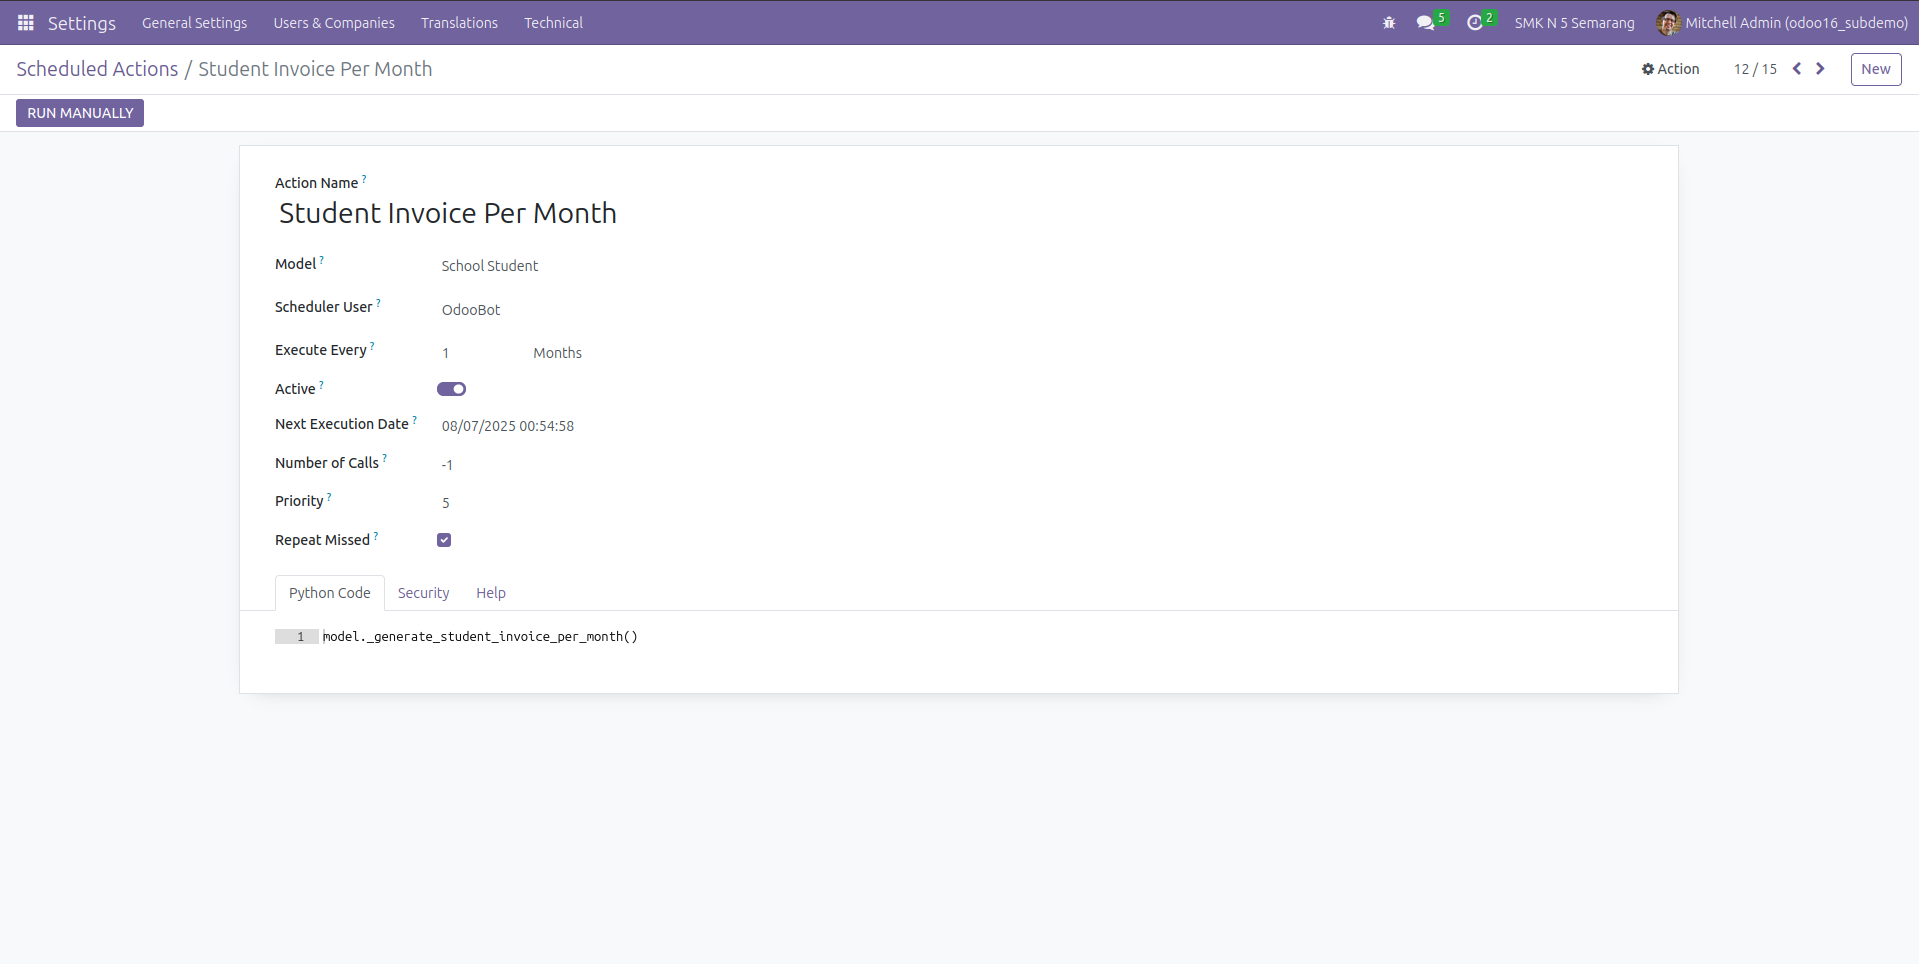 Settings General Settings Users & Companies Translations Technical 5 2 SMK N 5 Semarang Mitchell Admin (odoo16_subdemo)
Scheduled Actions / Student Invoice Per Month Action 12 / 15 New
RUN MANUALLY
Action Name ?
Student Invoice Per Month
Model ? School Student
Scheduler User ? OdooBot
Execute Every ? 1 Months
Active ?
Next Execution Date ? 08/07/2025 00:54:58
Number of Calls ? -1
Priority ? 5
Repeat Missed ?
Python Code Security Help
1 model._generate_student_invoice_per_month()